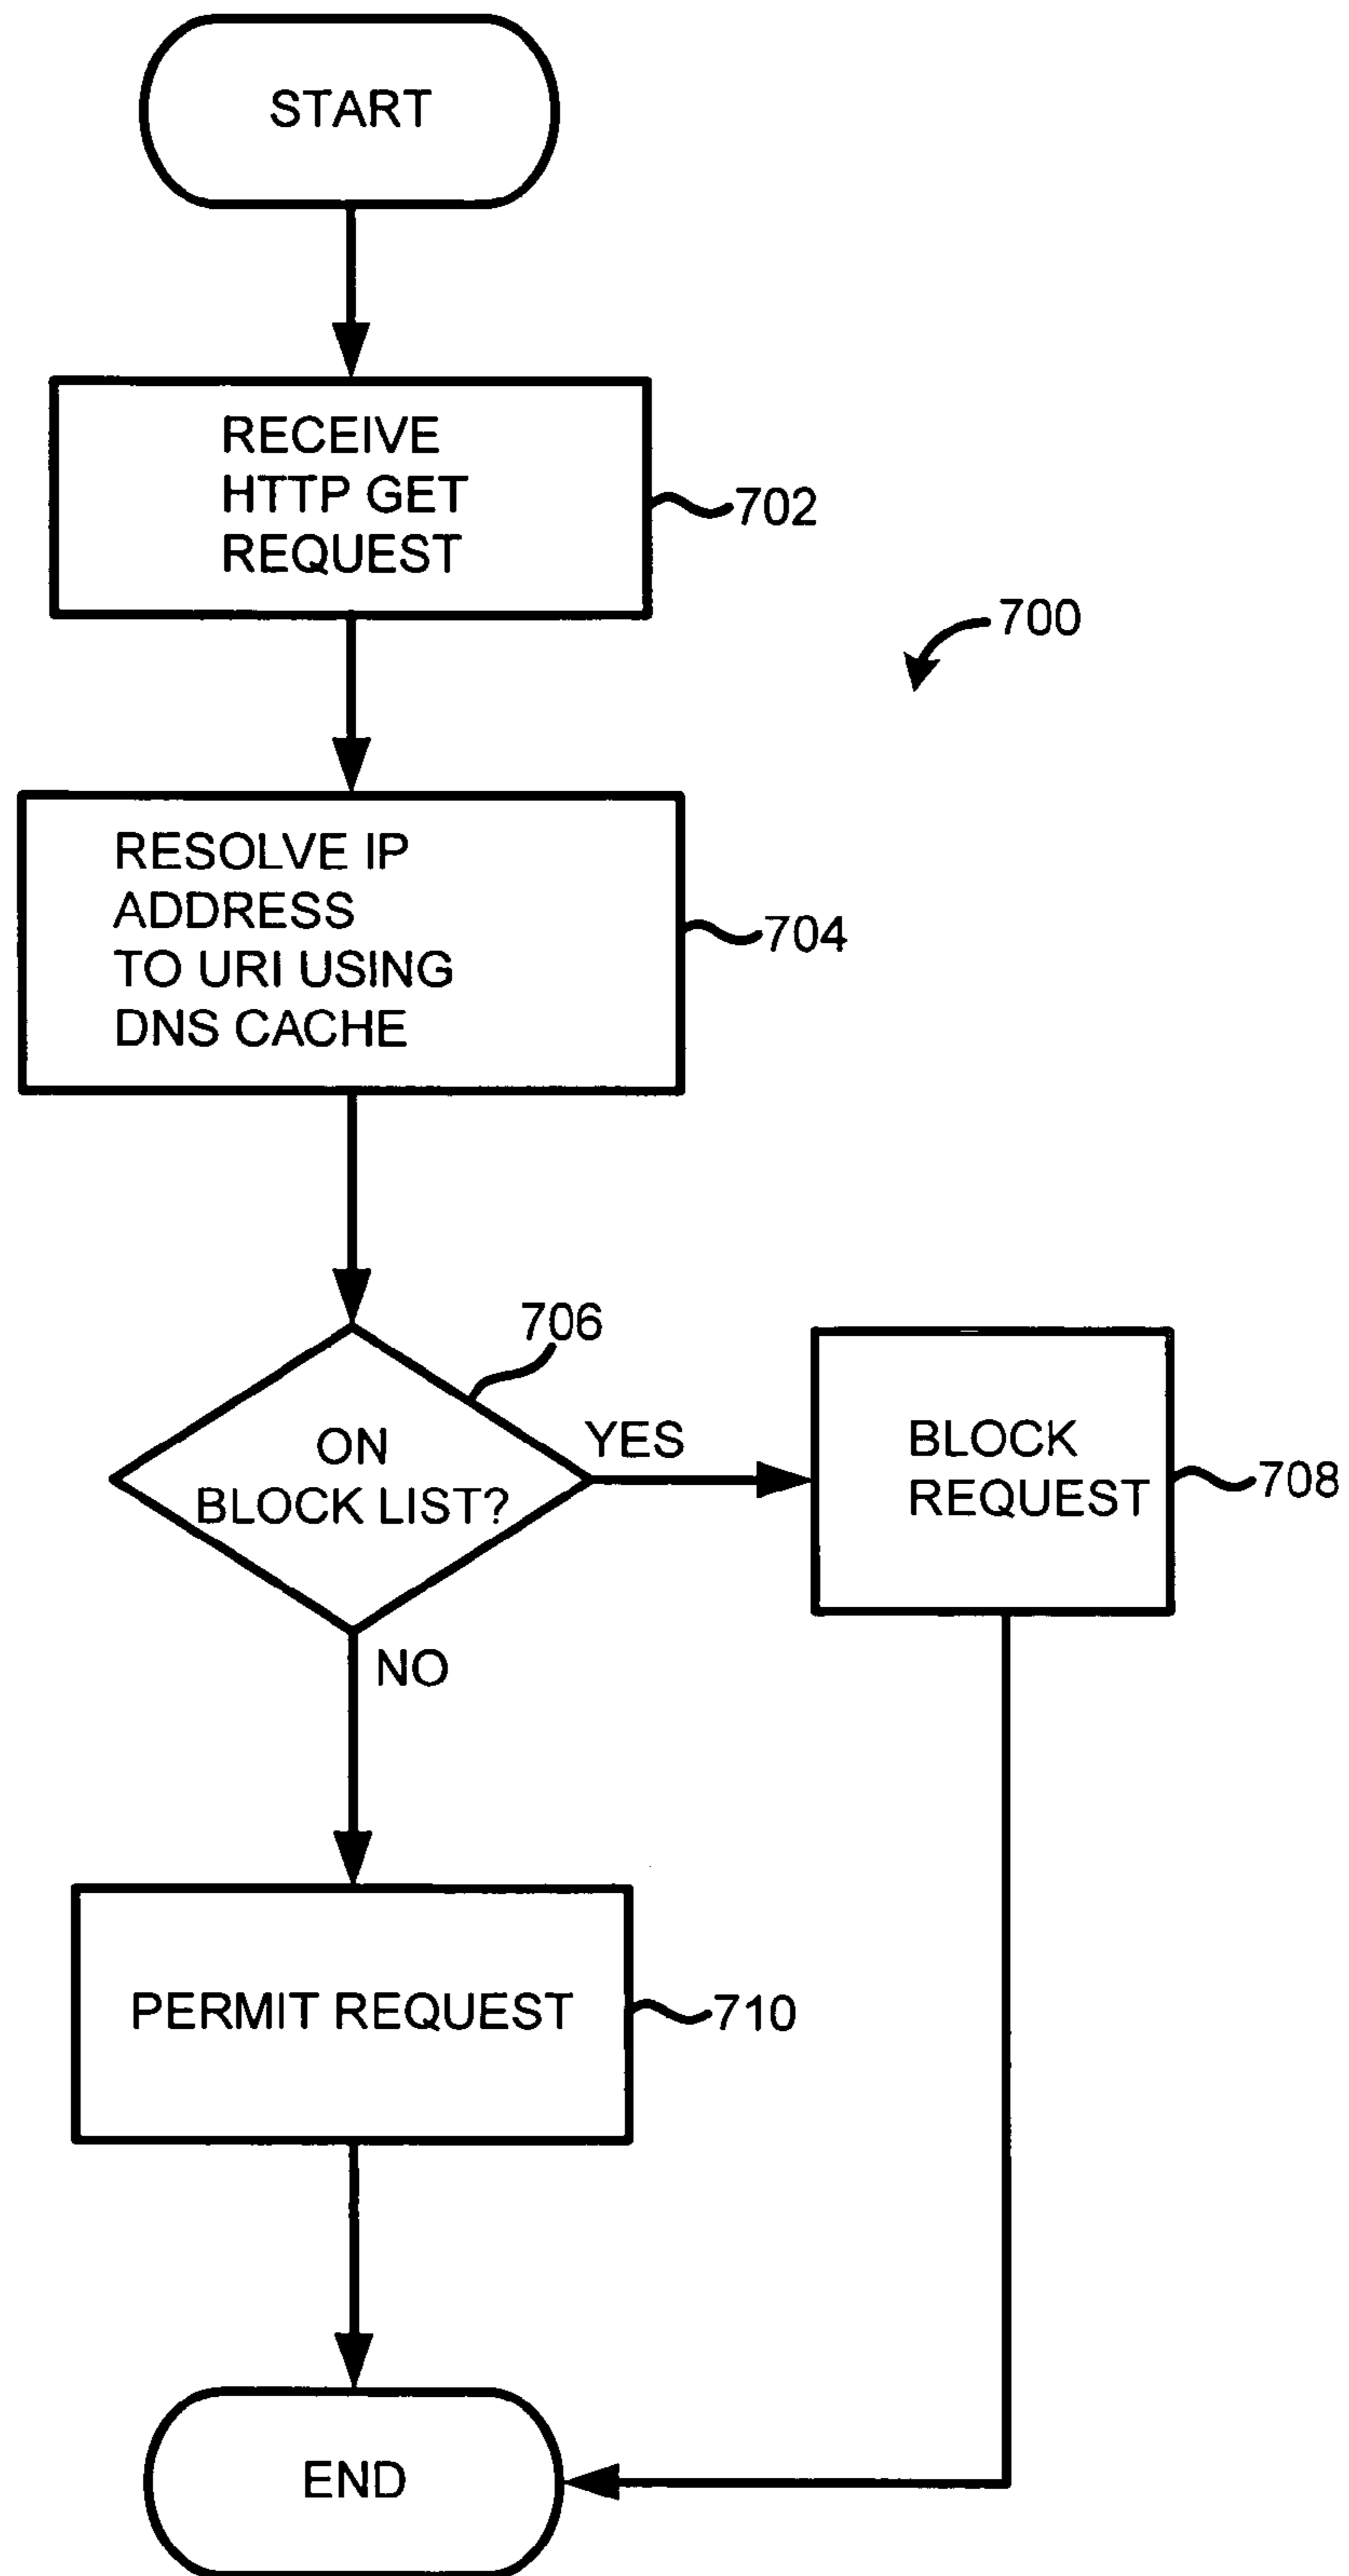 START
RECEIVE
HTTP GET
REQUEST
702
700
RESOLVE IP
ADDRESS
TO URI USING
DNS CACHE
704
706
ON
BLOCK LIST?
YES
BLOCK
REQUEST
708
NO
PERMIT REQUEST
710
END